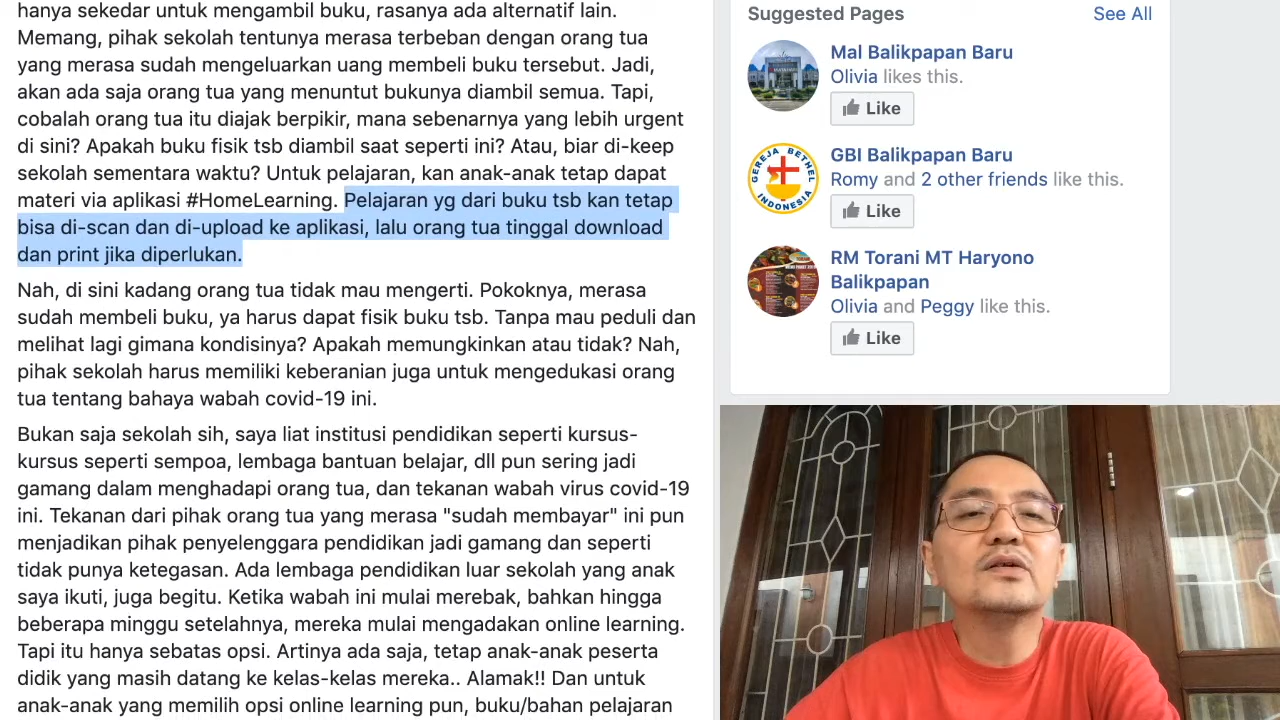 hanya sekedar untuk mengambil buku, rasanya ada alternatif lain.
Memang, pihak sekolah tentunya merasa terbeban dengan orang tua
yang merasa sudah mengeluarkan uang membeli buku tersebut. Jadi,
akan ada saja orang tua yang menuntut bukunya diambil semua. Tapi,
cobalah orang tua itu diajak berpikir, mana sebenarnya yang lebih urgent
di sini? Apakah buku fisik tsb diambil saat seperti ini? Atau, biar di-keep
sekolah sementara waktu? Untuk pelajaran, kan anak-anak tetap dapat
materi via aplikasi #HomeLearning. Pelajaran yg dari buku tsb kan tetap
bisa di-scan dan di-upload ke aplikasi, lalu orang tua tinggal download
dan print jika diperlukan.
Nah, di sini kadang orang tua tidak mau mengerti. Pokoknya, merasa
sudah membeli buku, ya harus dapat fisik buku tsb. Tanpa mau peduli dan
melihat lagi gimana kondisinya? Apakah memungkinkan atau tidak? Nah,
pihak sekolah harus memiliki keberanian juga untuk mengedukasi orang
tua tentang bahaya wabah covid-19 ini.
Bukan saja sekolah sih, saya liat institusi pendidikan seperti kursus-
kursus seperti sempoa, lembaga bantuan belajar, dll pun sering jadi
gamang dalam menghadapi orang tua, dan tekanan wabah virus covid-19
ini. Tekanan dari pihak orang tua yang merasa "sudah membayar" ini pun
menjadikan pihak penyelenggara pendidikan jadi gamang dan seperti
tidak punya ketegasan. Ada lembaga pendidikan luar sekolah yang anak
saya ikuti, juga begitu. Ketika wabah ini mulai merebak, bahkan hingga
beberapa minggu setelahnya, mereka mulai mengadakan online learning.
Tapi itu hanya sebatas opsi. Artinya ada saja, tetap anak-anak peserta
didik yang masih datang ke kelas-kelas mereka.. Alamak!! Dan untuk
anak-anak yang memilih opsi online learning pun, buku/bahan pelajaran
Suggested Pages
See All
Mal Balikpapan Baru
Olivia likes this.
Like
GEREJA BETHEL
INDONESIA
GBI Balikpapan Baru
Romy and 2 other friends like this.
Like
RM Torani MT Haryono
Balikpapan
Olivia and Peggy like this.
Like